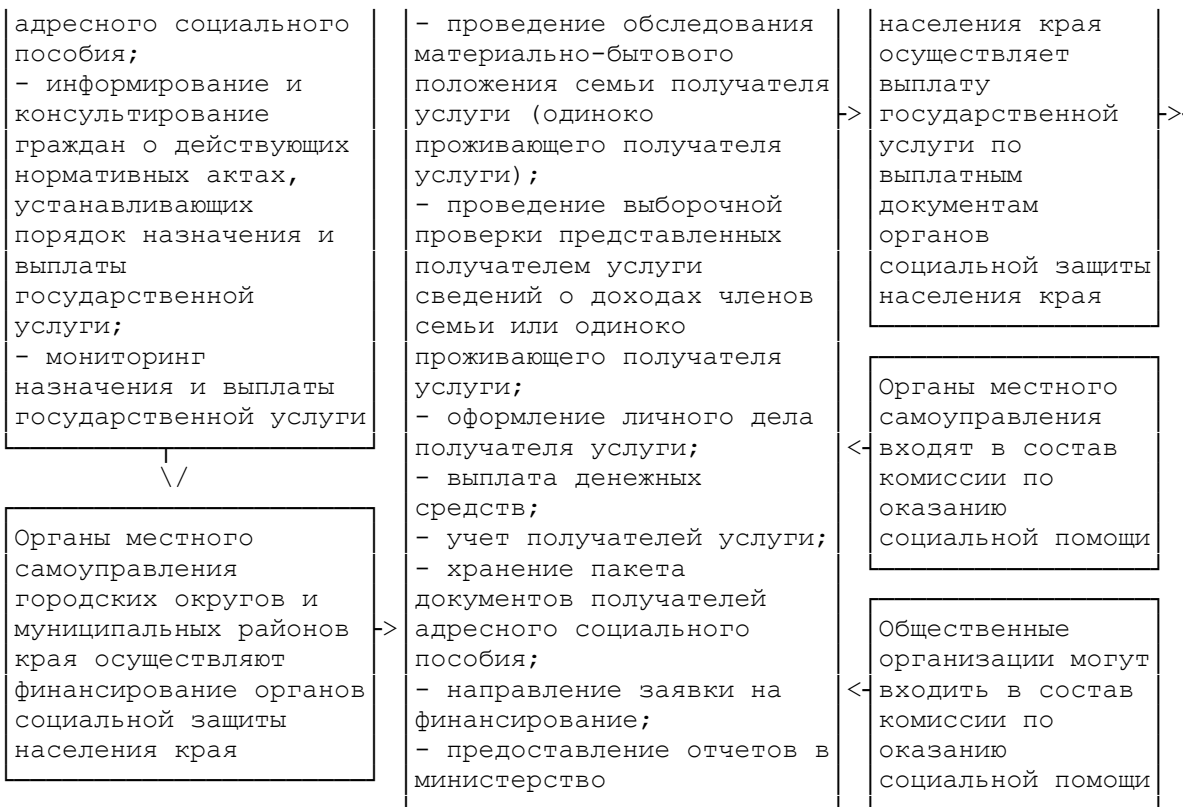 адресного социального
пособия;
- информирование и
консультирование
граждан о действующих
нормативных актах,
устанавливающих
порядок назначения и
выплаты
государственной
услуги;
- мониторинг
назначения и выплаты
государственной услуги
\/
Органы местного
самоуправления
городских округов и
муниципальных районов
края осуществляют
финансирование органов
социальной защиты
населения края
->
- проведение обследования
материально-бытового
положения семьи получателя
услуги (одиноко
проживающего получателя
услуги);
- проведение выборочной
проверки представленных
получателем услуги
сведений о доходах членов
семьи или одиноко
проживающего получателя
услуги;
- оформление личного дела
получателя услуги;
- выплата денежных
средств;
- учет получателей услуги;
- хранение пакета
документов получателей
адресного социального
пособия;
- направление заявки на
финансирование;
- предоставление отчетов в
министерство
->
населения края
осуществляет
выплату
государственной
услуги по
выплатным
документам
органов
социальной защиты
населения края
->
<-
Органы местного
самоуправления
входят в состав
комиссии по
оказанию
социальной помощи
<-
Общественные
организации могут
входить в состав
комиссии по
оказанию
социальной помощи